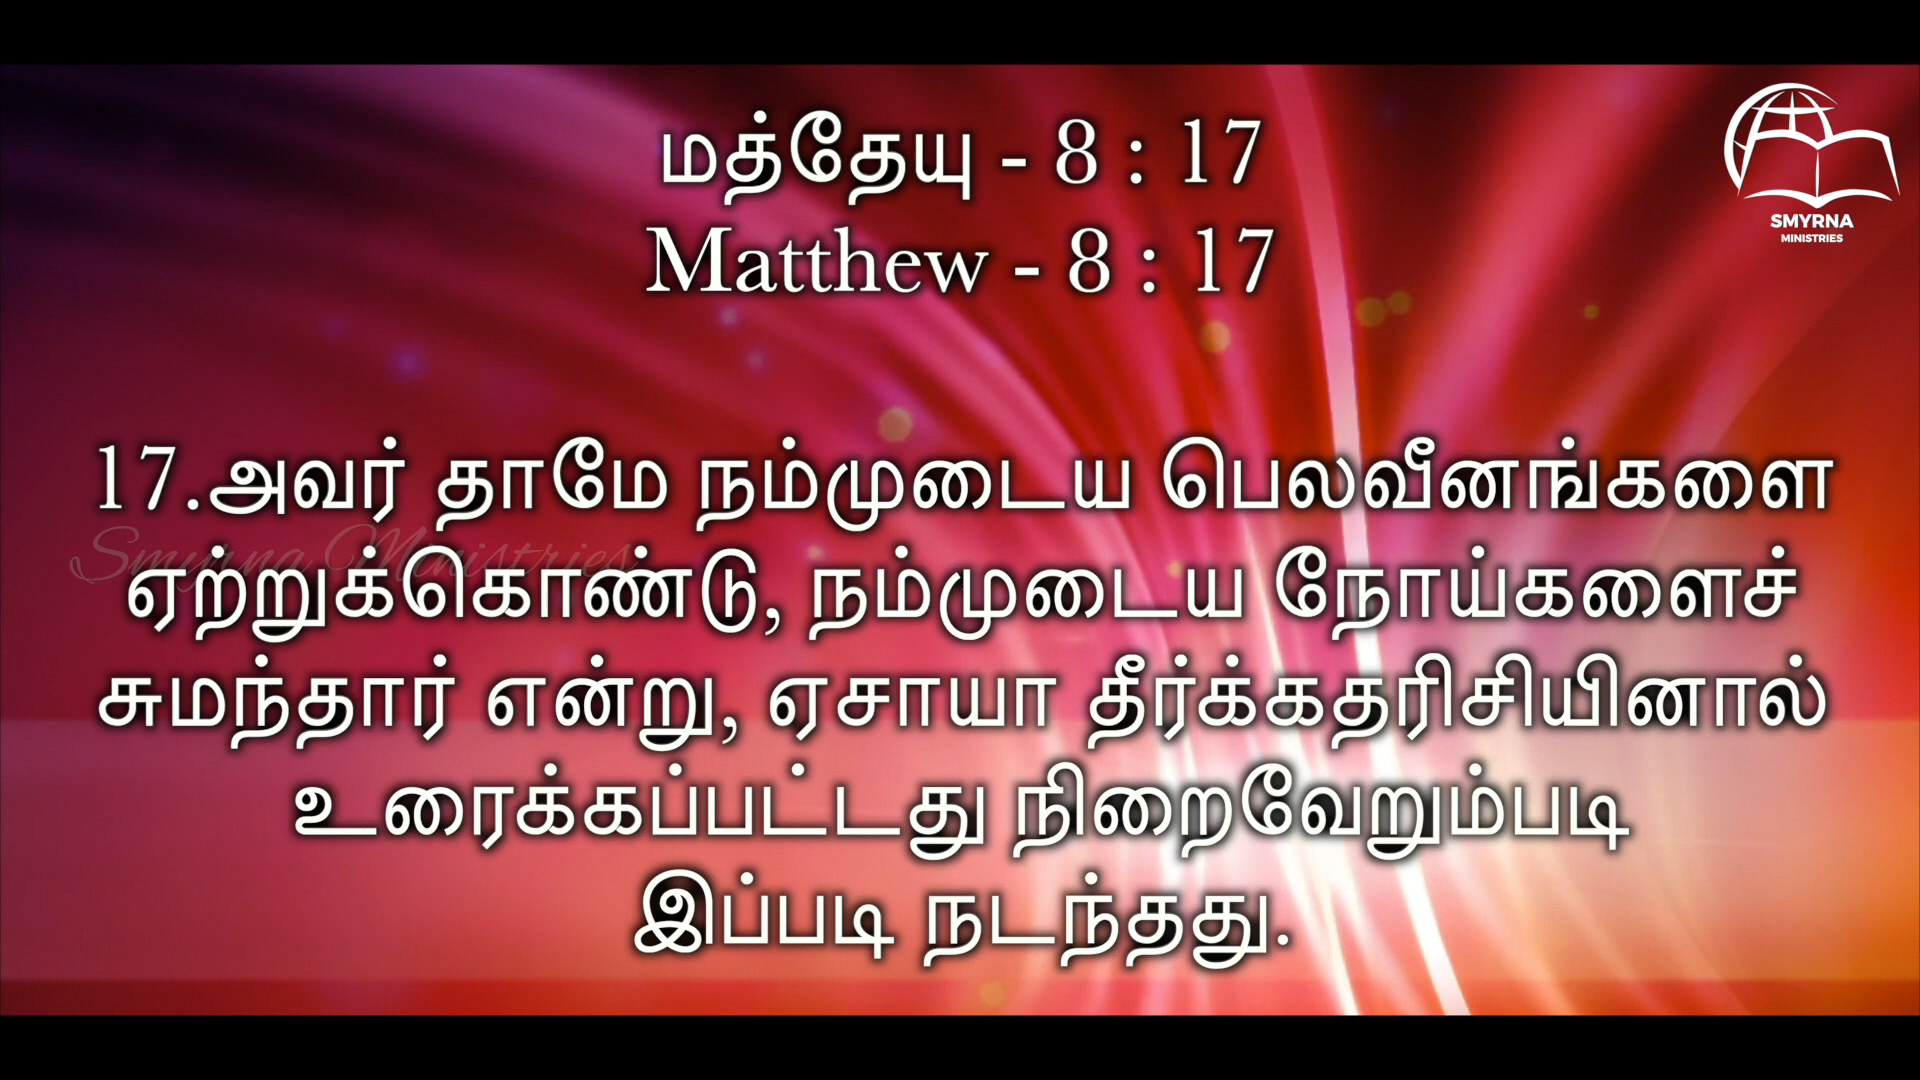 மத்தேயு - 8 : 17
Matthew - 8 : 17
SMYRNA
MINISTRIES
17.அவர் தாமே நம்முடைய பெலவீனங்களை
Smyrna Ministries
ஏற்றுக்கொண்டு, நம்முடைய நோய்களைச்
சுமந்தார் என்று, ஏசாயா தீர்க்கதரிசியினால்
உரைக்கப்பட்டது நிறைவேறும்படி
இப்படி நடந்தது.